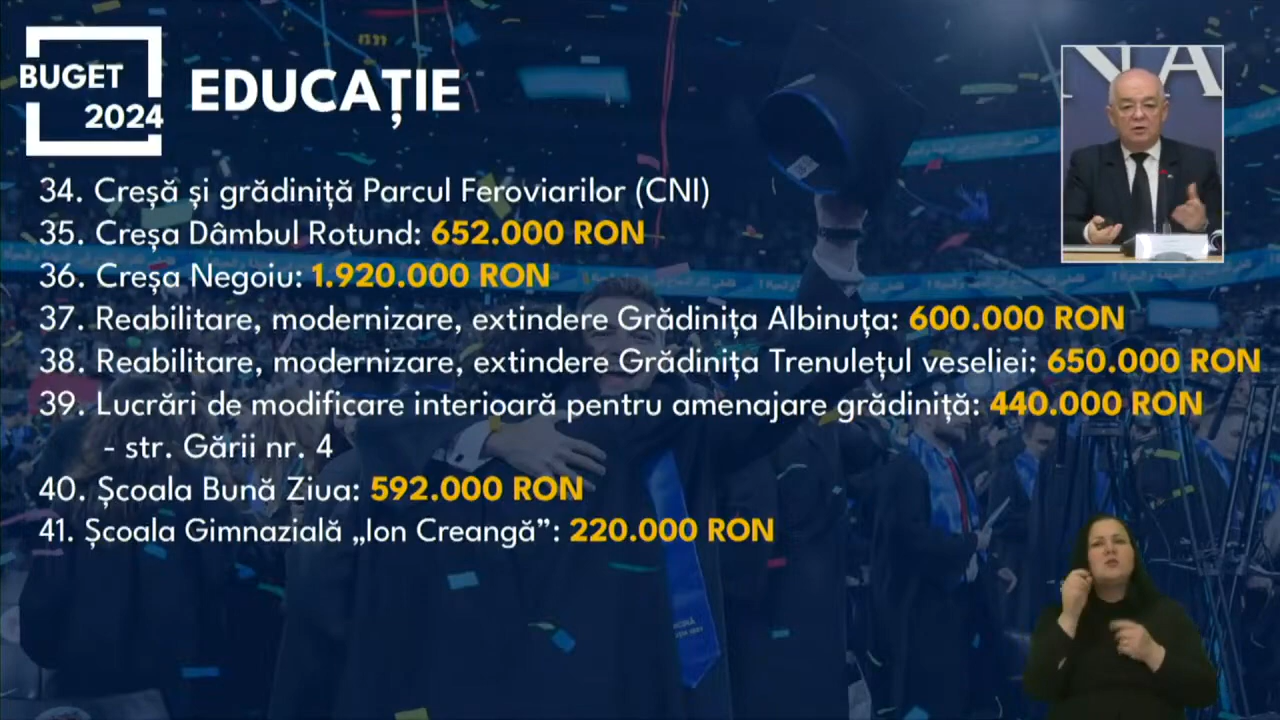 BUGET
2024
EDUCAȚIE
NA
34. Creșă și grădiniță Parcul Feroviarilor (CNI)
35. Creșa Dâmbul Rotund: 652.000 RON
36. Creșa Negoiu: 1.920.000 RON
37. Reabilitare, modernizare, extindere Grădinița Albinuța: 600.000 RON
38. Reabilitare, modernizare, extindere Grădinița Trenulețul veseliei: 650.000 RON
39. Lucrări de modificare interioară pentru amenajare grădiniță: 440.000 RON
- str. Gării nr. 4
40. Școala Bună Ziua: 592.000 RON
41. Școala Gimnazială „Ion Creangă”: 220.000 RON